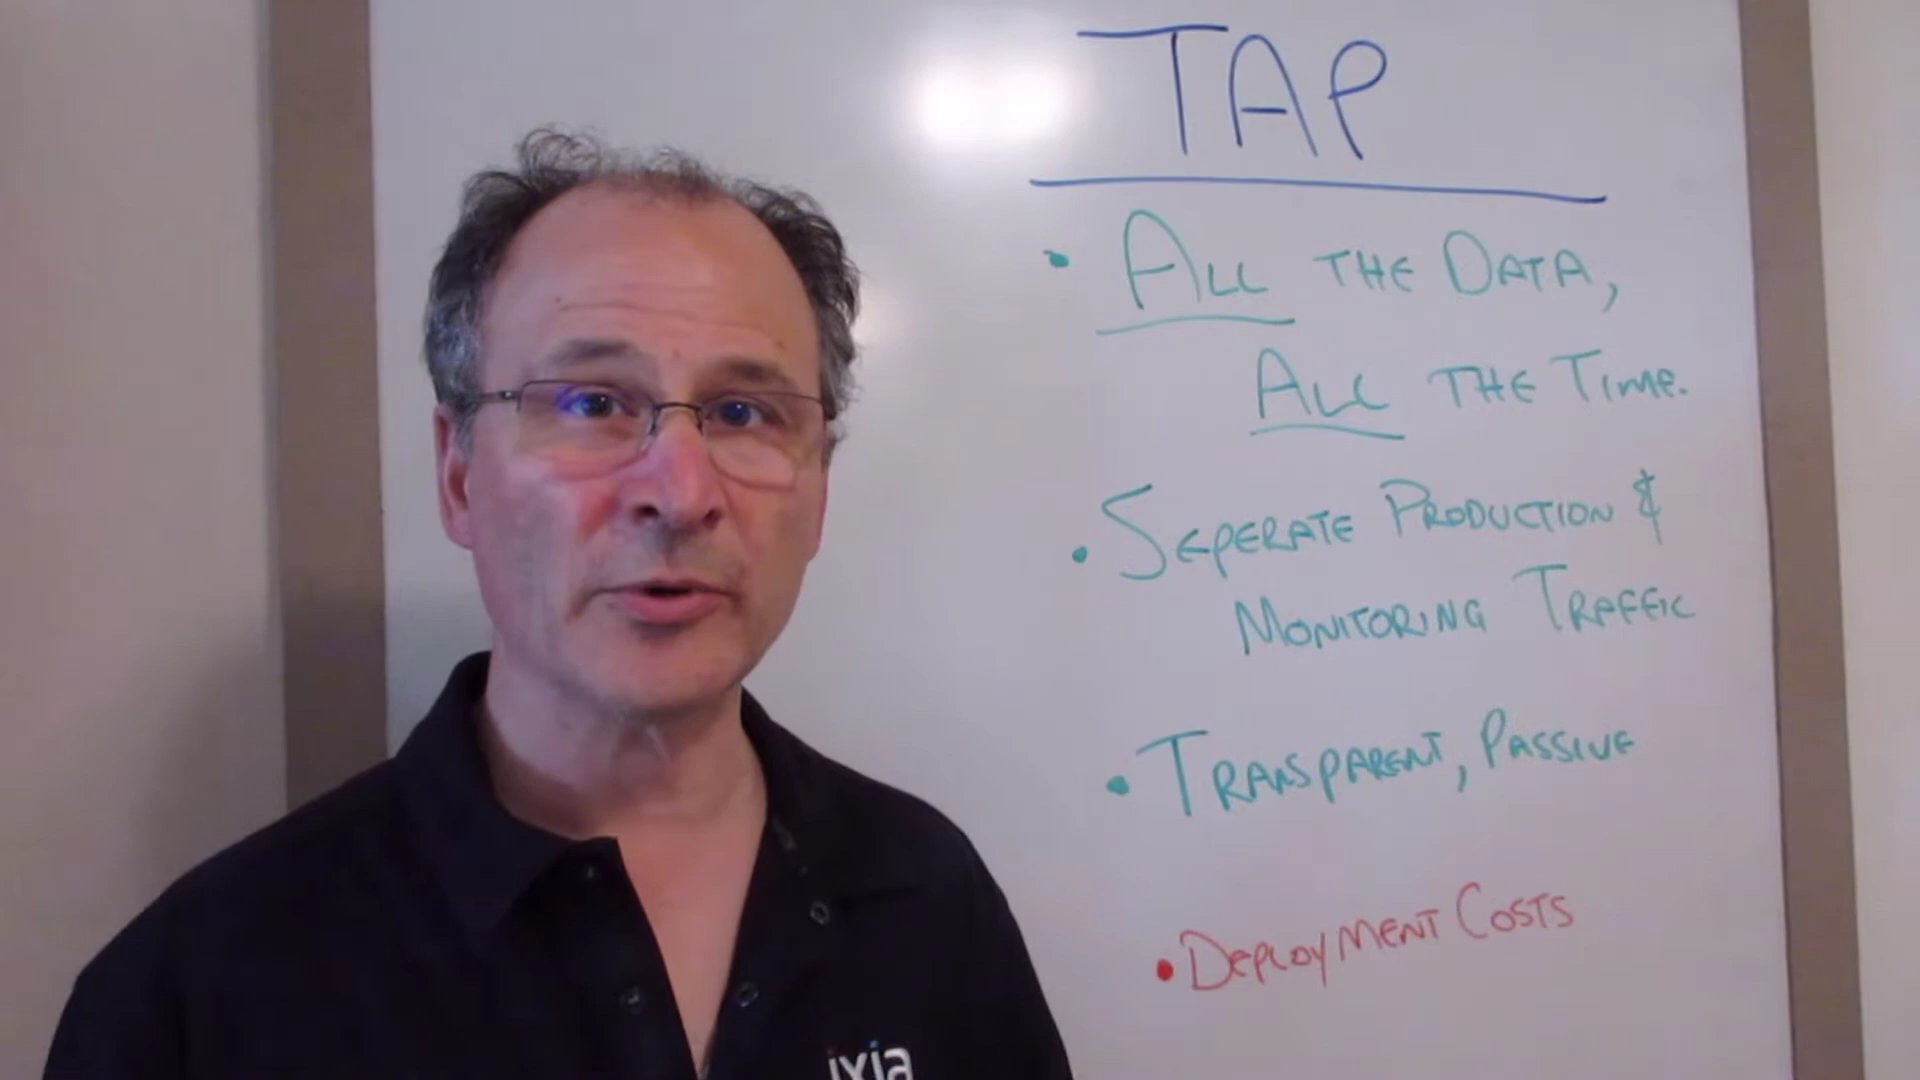 TAP
• ALL THE DATA,
ALL THE TIME.
• SEPERATE PRODUCTION &
MONITORING TRAFFIC
• TRANSPARENT, PASSIVE
• DEPLOYMENT COSTS
ixia